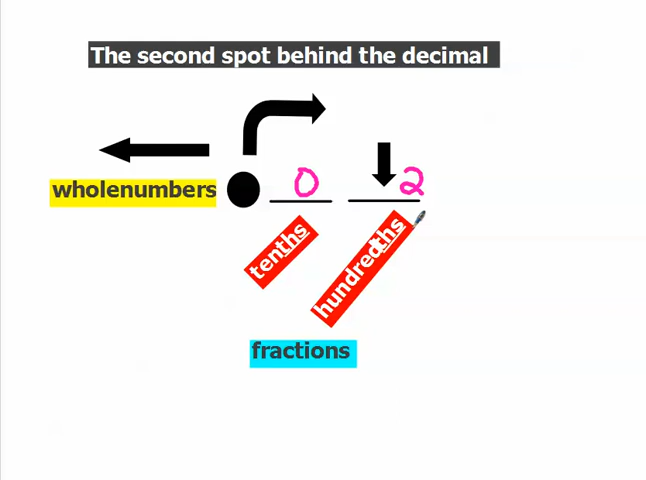 The second spot behind the decimal
wholenumbers
0 2
tenths
hundredths
fractions